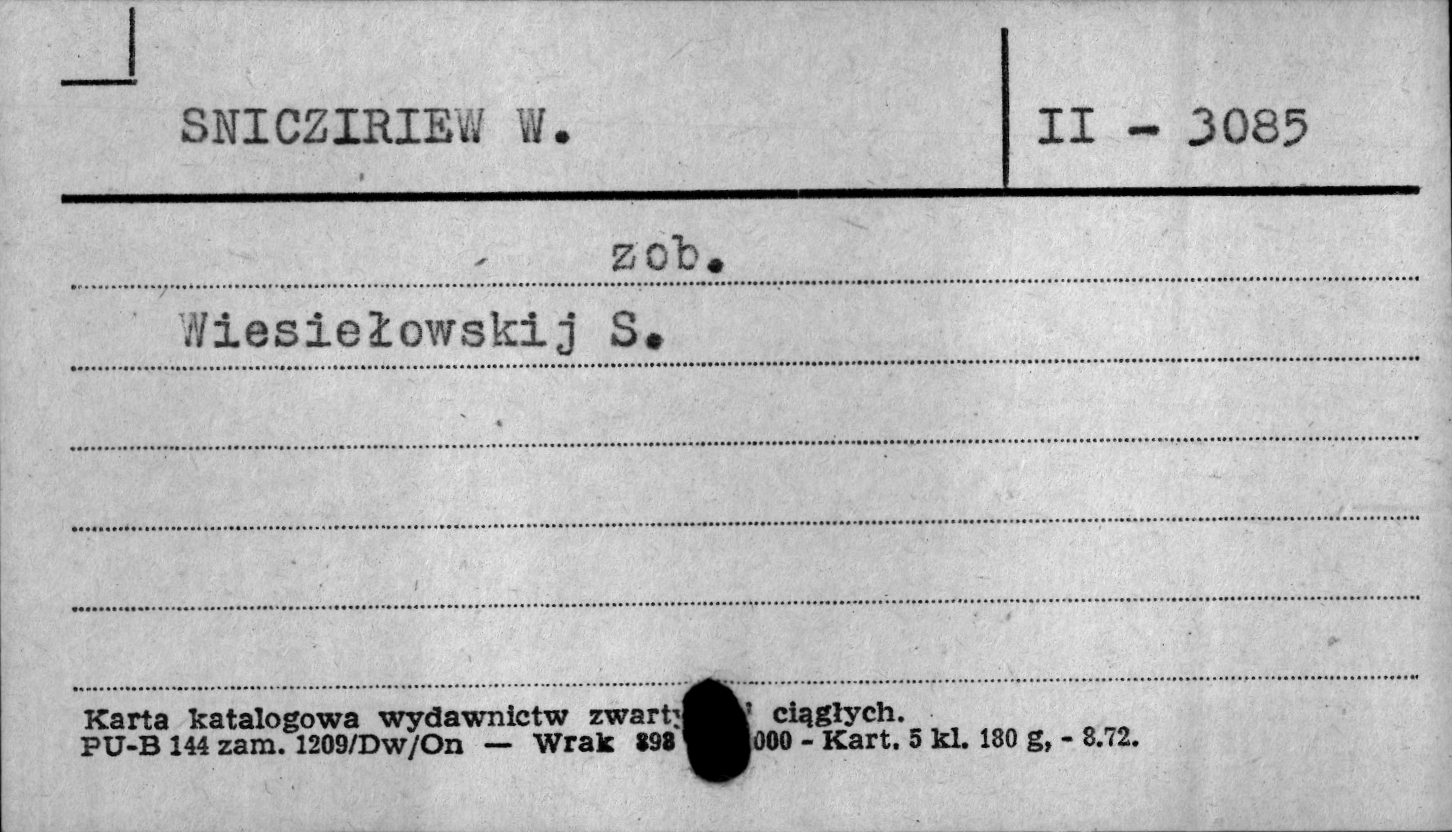 SNICZIRIEW W.
II - 3085
zob.
Wiesiełowskij S.
Karta katalogowa wydawnictw ciągłych.
PU-B 144 zam. 1209/Dw/On — Wrak 898 000 - Kart. 5 kl. 180 g, - 8.72.